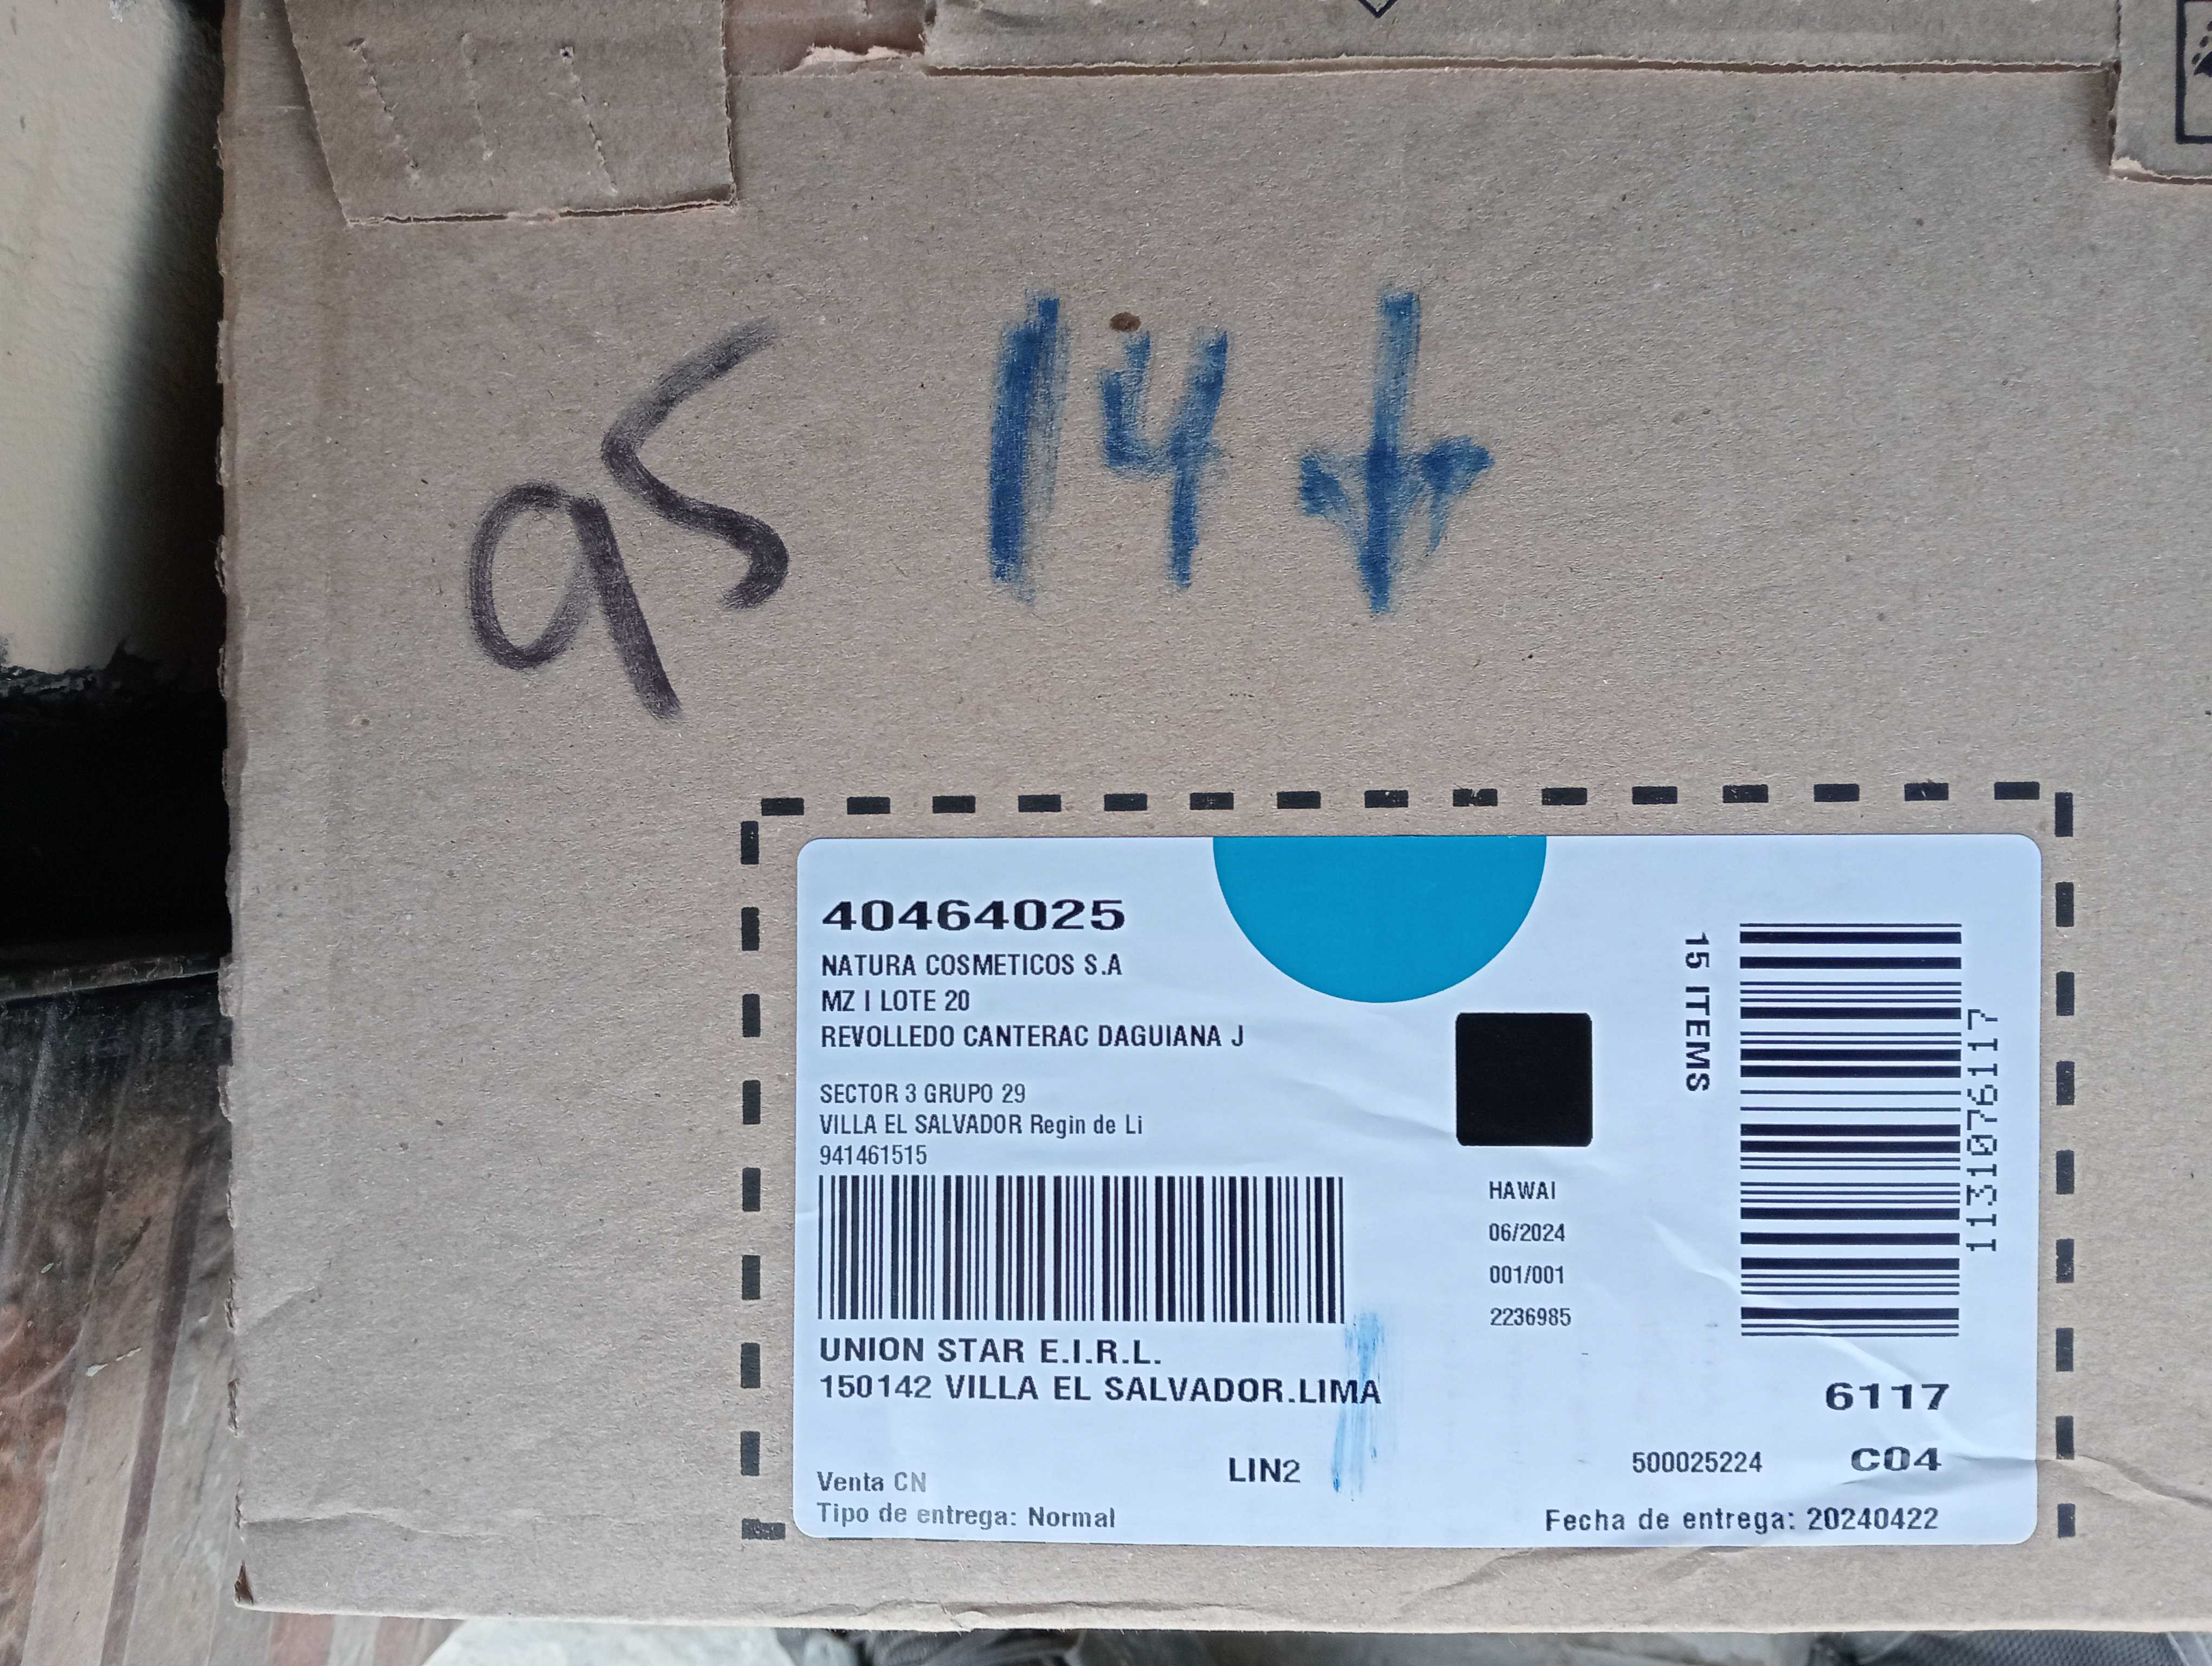 95
14
40464025
NATURA COSMETICOS S.A
MZ I LOTE 20
REVOLLEDO CANTERAC DAGUIANA J
SECTOR 3 GRUPO 29
VILLA EL SALVADOR Regin de Li
941461515
UNION STAR E.I.R.L.
150142 VILLA EL SALVADOR.LIMA
LIN2
Venta CN
Tipo de entrega: Normal
HAWAI
06/2024
001/001
2236985
15 ITEMS
1131076117
6117
500025224 C04
Fecha de entrega: 20240422